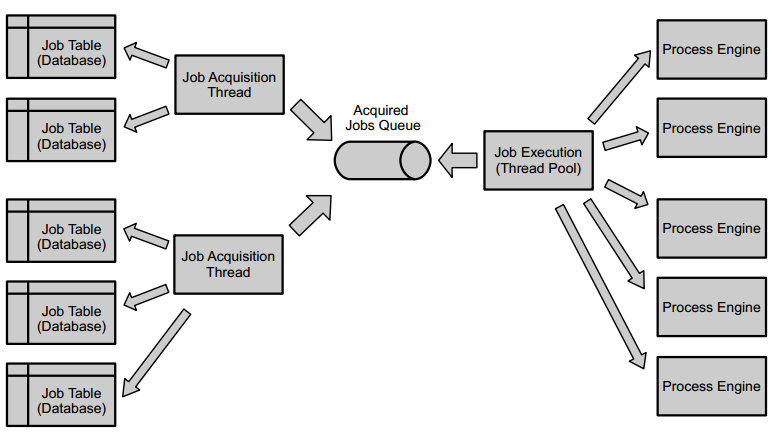 Job Table
(Database)
Job Table
(Database)
Job Table
(Database)
Job Table
(Database)
Job Table
(Database)
Job Acquisition
Thread
Job Acquisition
Thread
Acquired
Jobs Queue
Job Execution
(Thread Pool)
Process Engine
Process Engine
Process Engine
Process Engine
Process Engine